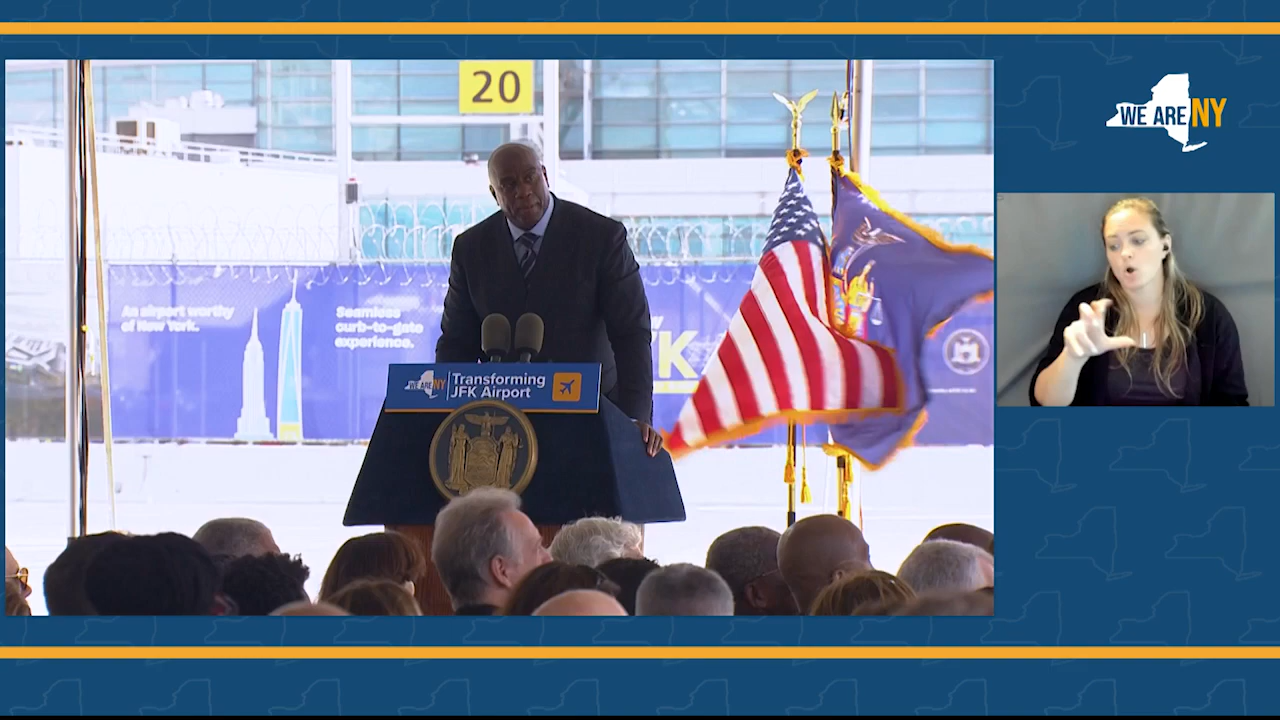 20
WE ARE NY
An airport worthy
of New York.
Seamless
curb-to-gate
experience.
WE ARE NY
Transforming
JFK Airport